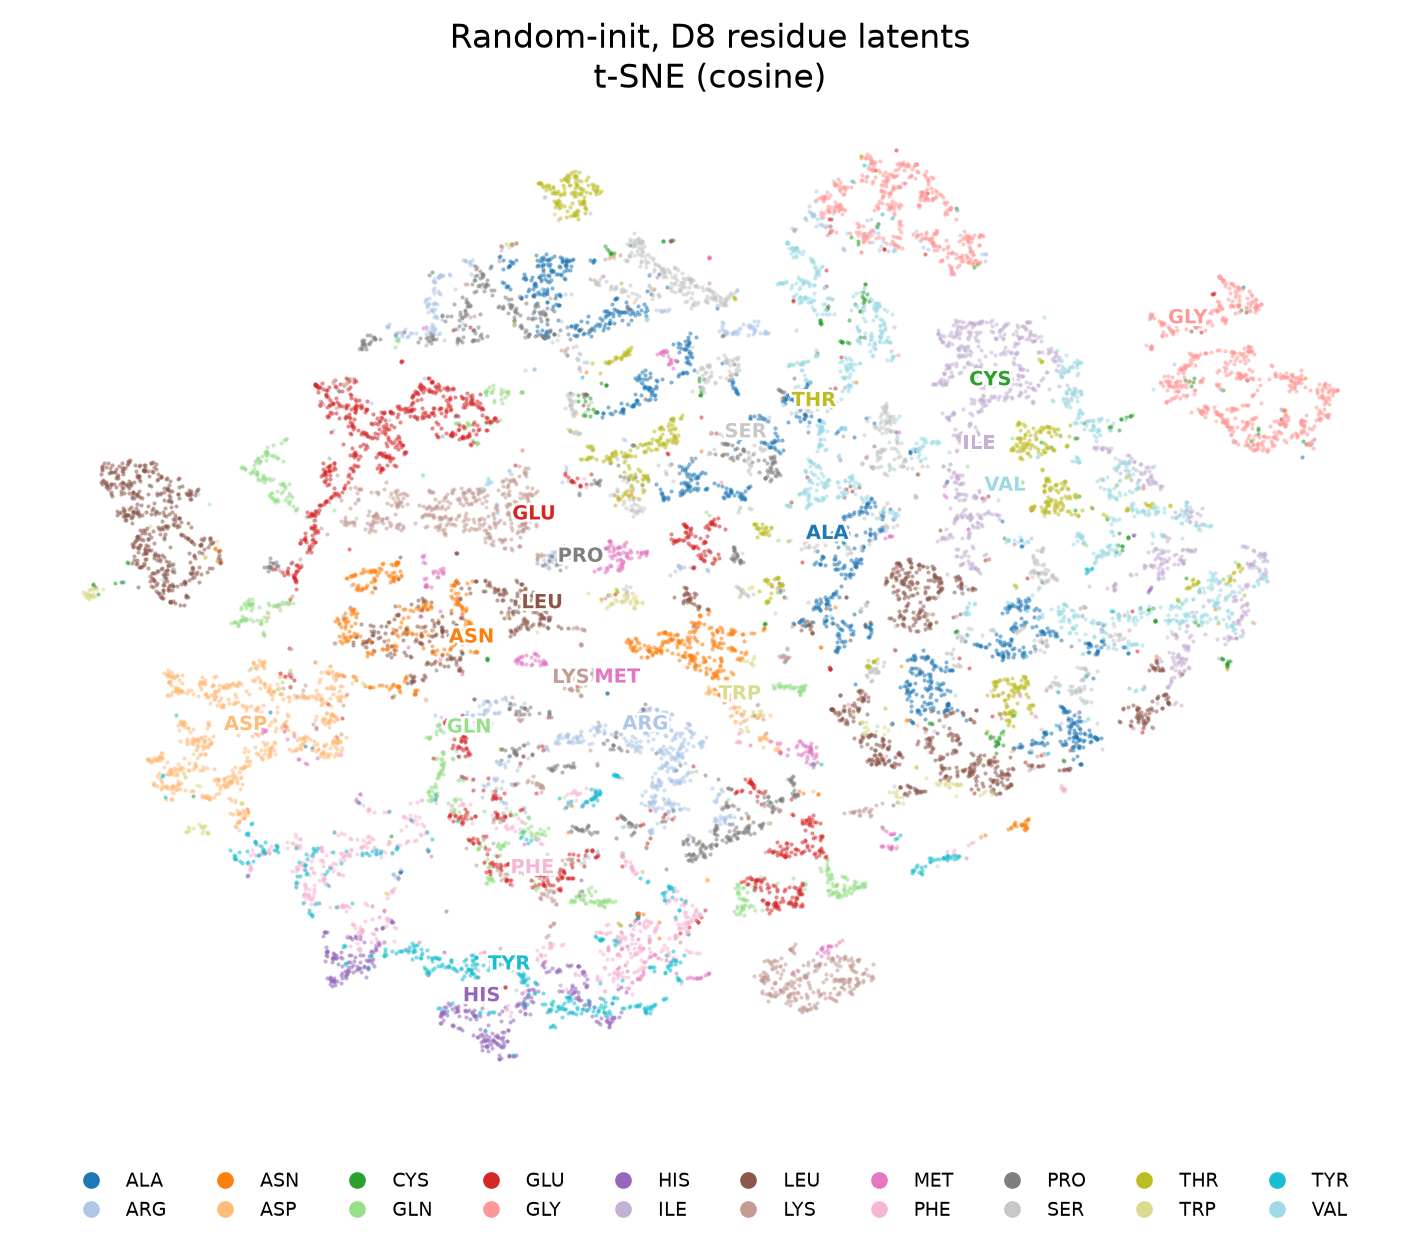 Random-init, D8 residue latents
t-SNE (cosine)
GLY
CYS
THR
SER
ILE
VAL
GLU
ALA
PRO
LEU
ASN
LYS MET
TRP
ASP
GLN
ARG
PHE
TYR
HIS
ALA ASN CYS GLU HIS LEU MET PRO THR TYR
ARG ASP GLN GLY ILE LYS PHE SER TRP VAL